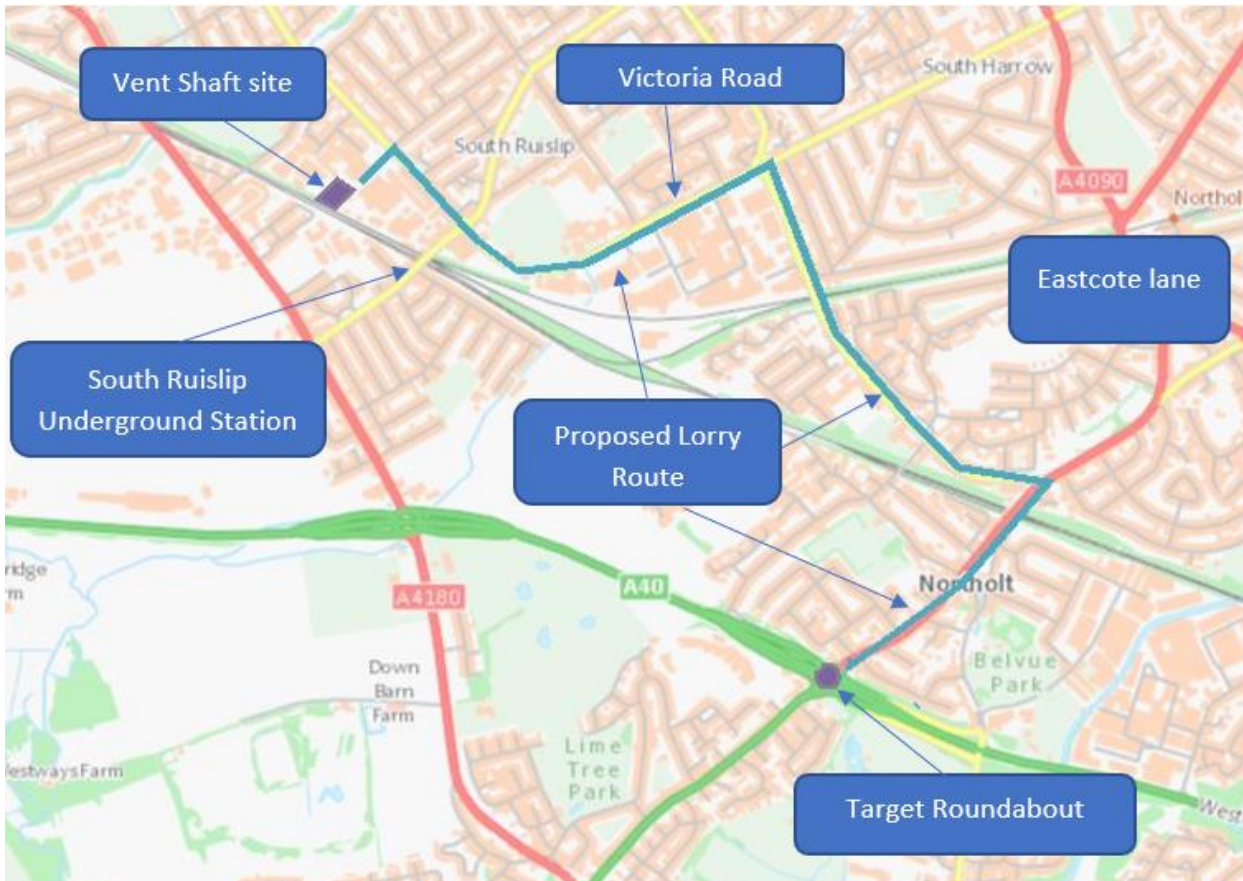 Vent Shaft site
Victoria Road
South Harrow
South Ruislip
A4090
Northol
Eastcote lane
South Ruislip
Underground Station
Proposed Lorry
Route
A40
A4180
Northolt
Belvue
Park
Down
Barn
Farm
ridge
rm
Lime
Tree
Park
WestwaysFarm
Target Roundabout
West